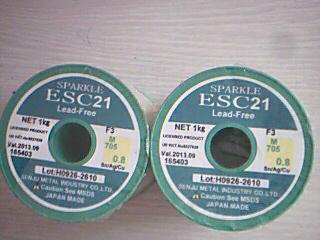 SPARKLE
ESC21
Lead-Free
NET 1kg
LICENSED PRODUCT
F3
M
705
Val.2013.09
165403
0.8
Sn/Ag/Cu
Lot:H0926-2610
SENJU METAL INDUSTRY CO.,LTD.
Caution See MSDS
JAPAN MADE
SPARKLE
ESC21
Lead-Free
NET 1kg
LICENSED PRODUCT
F3
M
705
Val.2013.09
165403
0.8
Sn/Ag/Cu
Lot:H0926-2610
SENJU METAL INDUSTRY CO.,LTD.
Caution See MSDS
JAPAN MADE